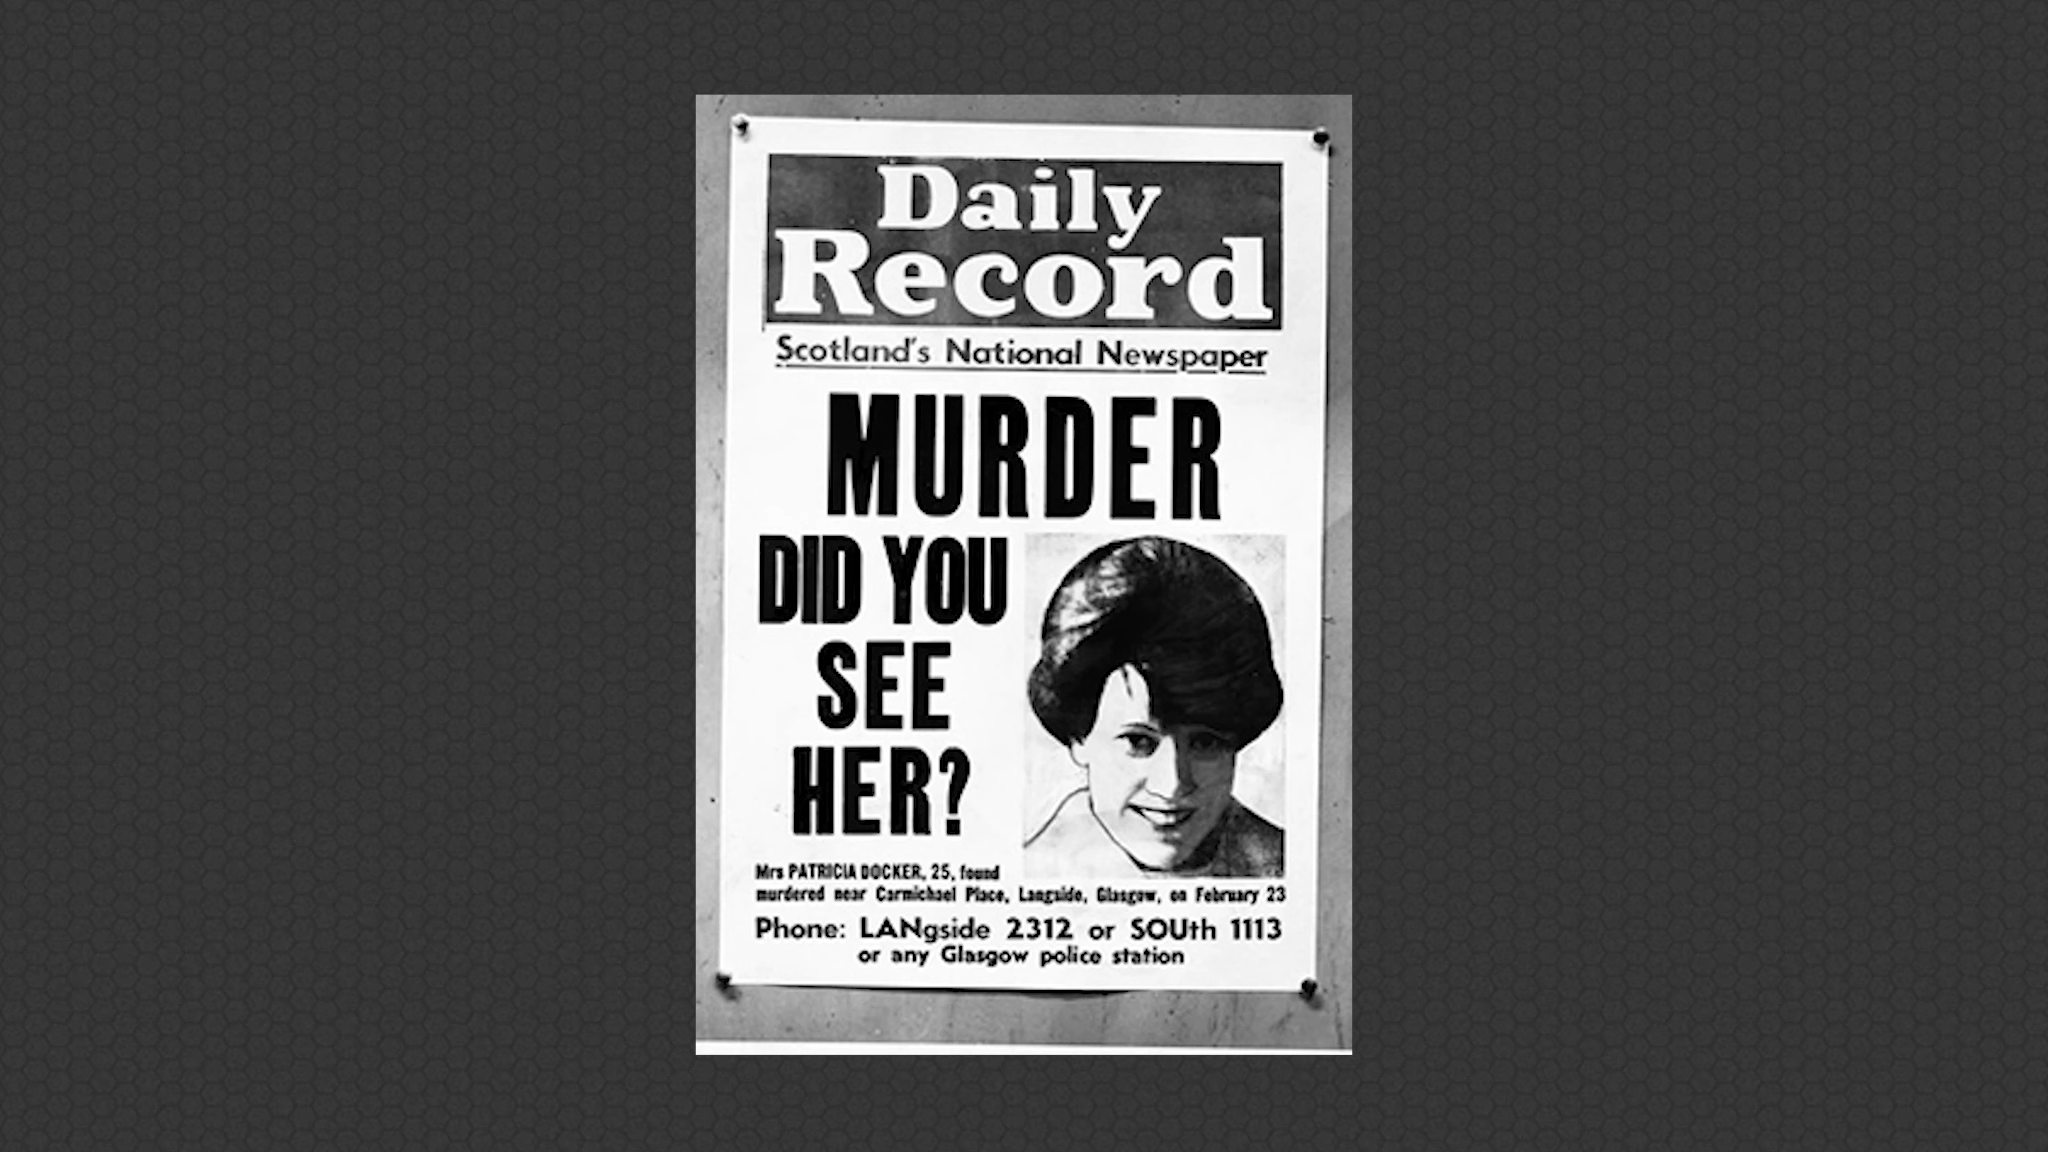 Daily
Record
Scotland's National Newspaper
MURDER
DID YOU
SEE
HER?
Mrs PATRICIA DOCKER, 25, found
murdered near Carmichael Place, Langside, Glasgow, on February 23
Phone: LANgside 2312 or SOUth 1113
or any Glasgow police station